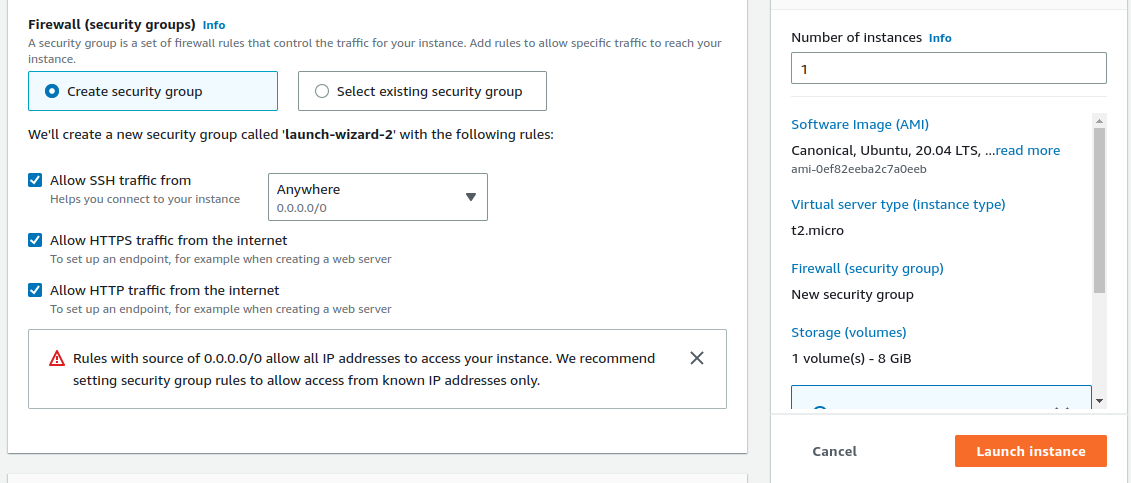 Firewall (security groups) Info
A security group is a set of firewall rules that control the traffic for your instance. Add rules to allow specific traffic to reach your
instance.
Create security group
Select existing security group
We'll create a new security group called 'launch-wizard-2' with the following rules:
Allow SSH traffic from
Helps you connect to your instance
Anywhere
0.0.0.0/0
Allow HTTPS traffic from the internet
To set up an endpoint, for example when creating a web server
Allow HTTP traffic from the internet
To set up an endpoint, for example when creating a web server
Rules with source of 0.0.0.0/0 allow all IP addresses to access your instance. We recommend
setting security group rules to allow access from known IP addresses only.
Number of instances Info
1
Software Image (AMI)
Canonical, Ubuntu, 20.04 LTS, ...read more
ami-0ef82eeba2c7a0eeb
Virtual server type (instance type)
t2.micro
Firewall (security group)
New security group
Storage (volumes)
1 volume(s) - 8 GiB
Cancel
Launch instance